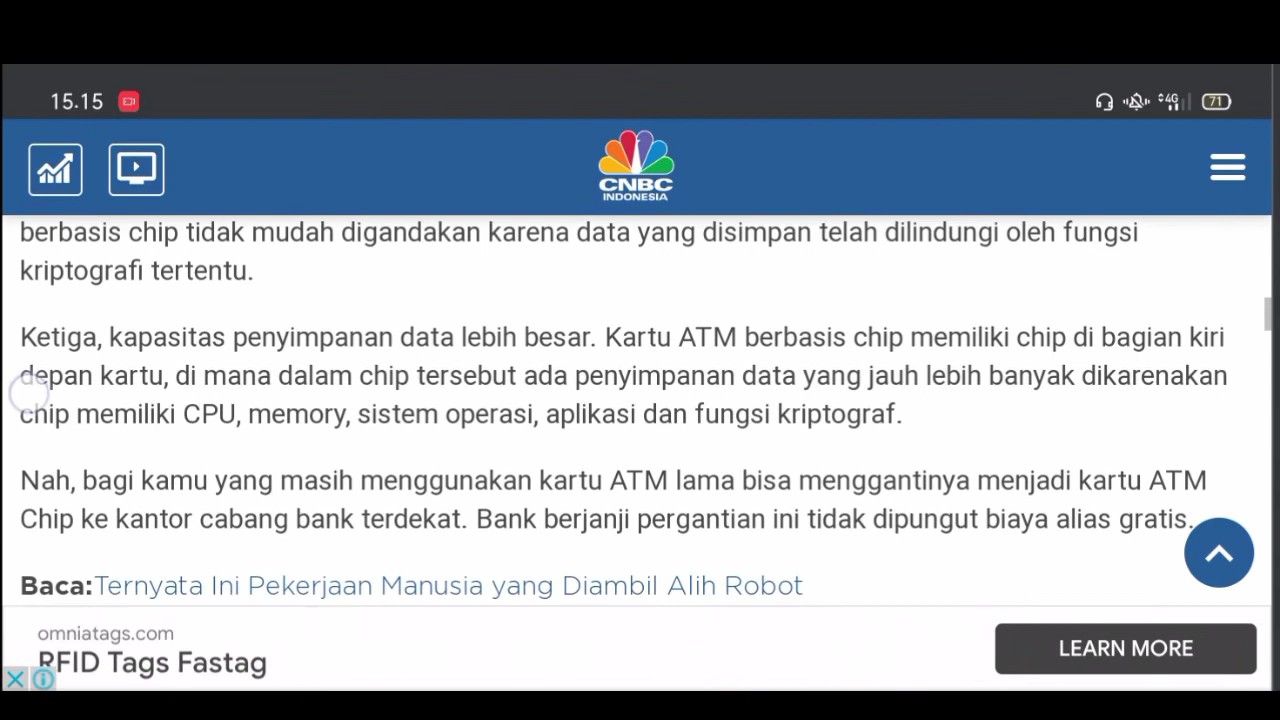 15.15
4G
71
CNBC
INDONESIA
berbasis chip tidak mudah digandakan karena data yang disimpan telah dilindungi oleh fungsi
kriptografi tertentu.
Ketiga, kapasitas penyimpanan data lebih besar. Kartu ATM berbasis chip memiliki chip di bagian kiri
depan kartu, di mana dalam chip tersebut ada penyimpanan data yang jauh lebih banyak dikarenakan
chip memiliki CPU, memory, sistem operasi, aplikasi dan fungsi kriptograf.
Nah, bagi kamu yang masih menggunakan kartu ATM lama bisa menggantinya menjadi kartu ATM
Chip ke kantor cabang bank terdekat. Bank berjanji pergantian ini tidak dipungut biaya alias gratis.
Baca:Ternyata Ini Pekerjaan Manusia yang Diambil Alih Robot
omniatags.com
RFID Tags Fastag
LEARN MORE